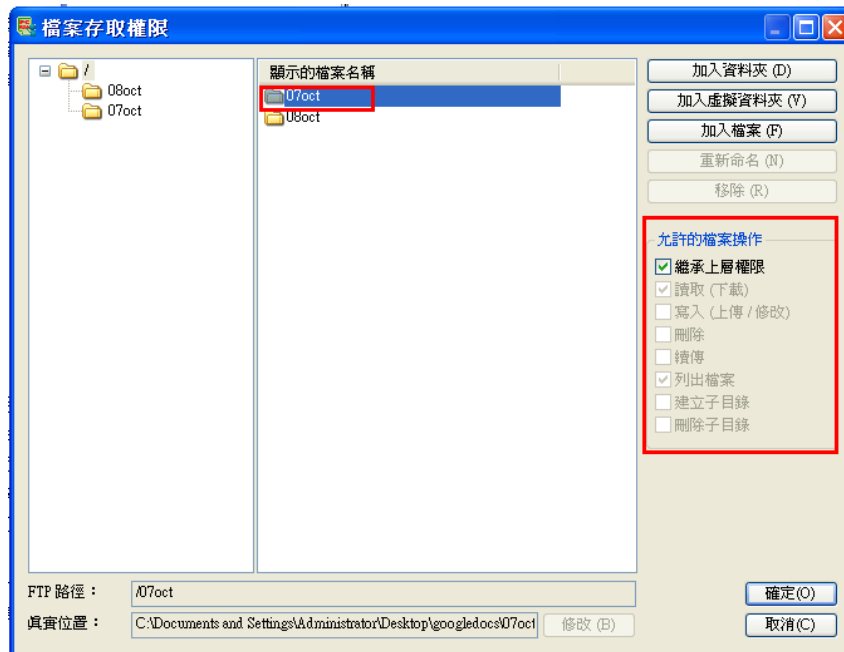 檔案存取權限
/
08oct
07oct
顯示的檔案名稱
07oct
08oct
加入資料夾 (D)
加入虛擬資料夾 (V)
加入檔案 (F)
重新命名 (N)
移除 (R)
允許的檔案操作
繼承上層權限
讀取 (下載)
寫入 (上傳 / 修改)
刪除
續傳
列出檔案
建立子目錄
刪除子目錄
FTP 路徑：
/07oct
確定(O)
真實位置：
C:\Documents and Settings\Administrator\Desktop\googledocs\07oct
修改 (B)
取消(C)